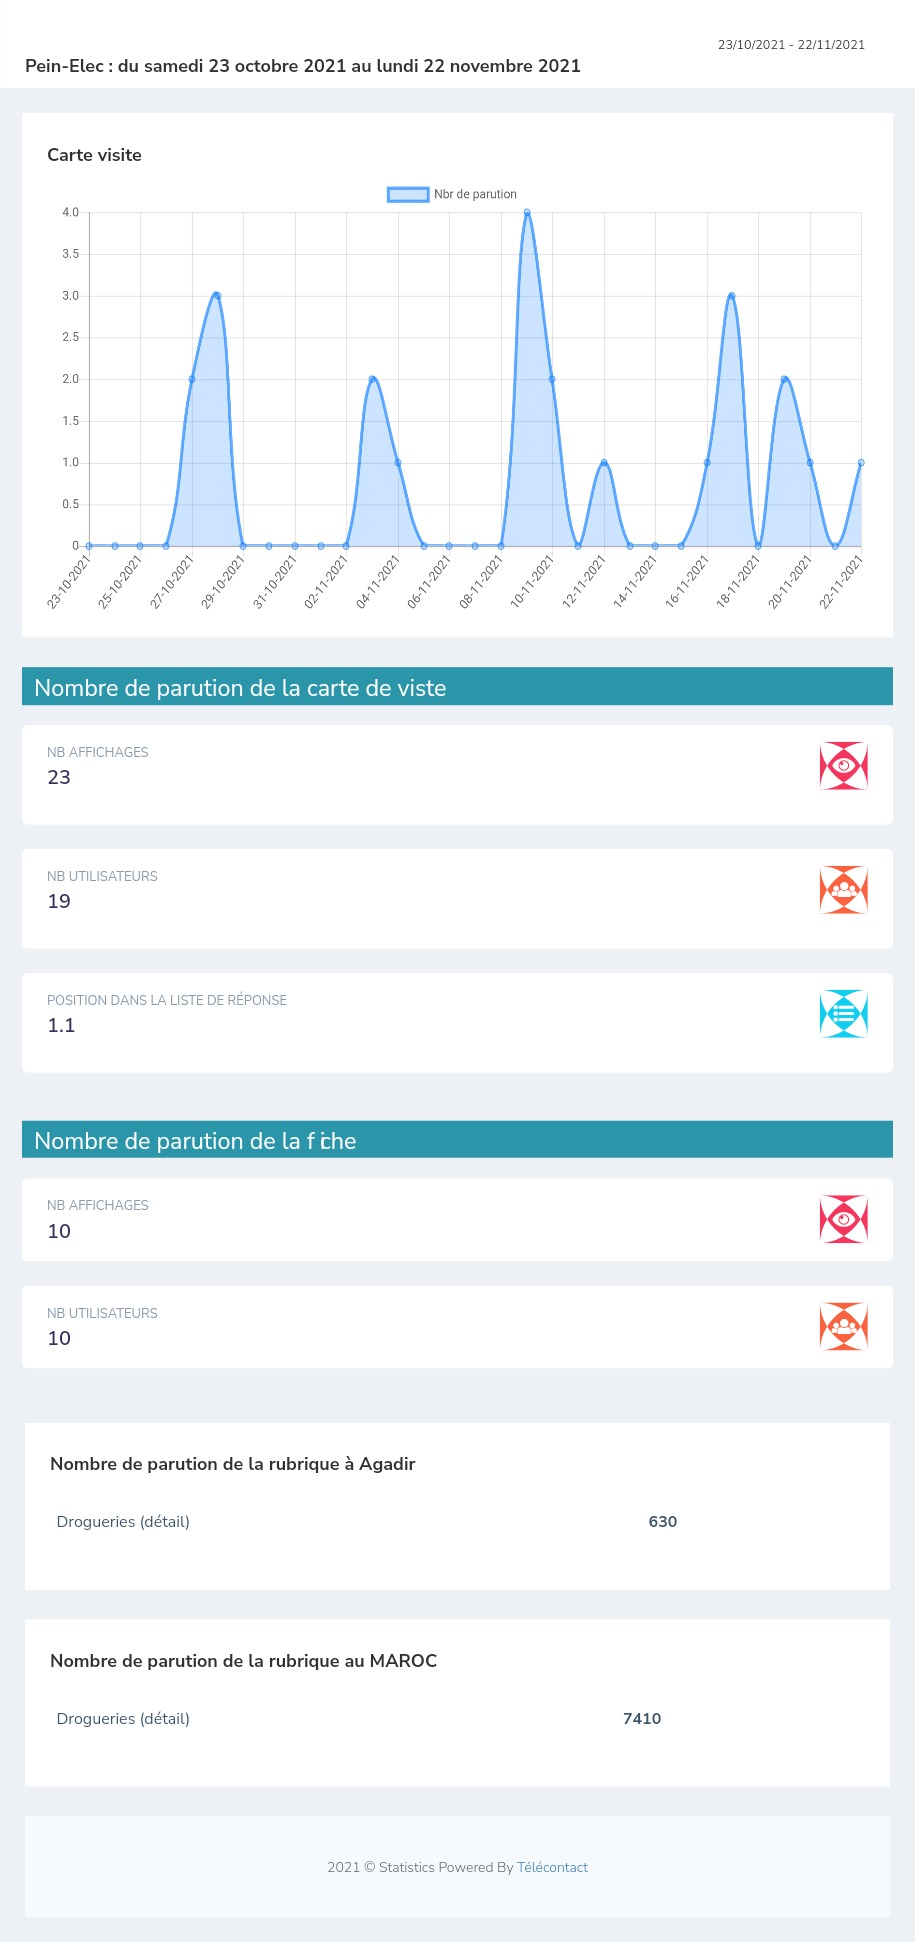 23/10/2021 - 22/11/2021
Pein-Elec : du samedi 23 octobre 2021 au lundi 22 novembre 2021
Carte visite
Nbr de parution
4.0
3.5
3.0
2.5
2.0
1.5
1.0
0.5
0
23-10-2021
25-10-2021
27-10-2021
29-10-2021
31-10-2021
02-11-2021
04-11-2021
06-11-2021
08-11-2021
10-11-2021
12-11-2021
14-11-2021
16-11-2021
18-11-2021
20-11-2021
22-11-2021
Nombre de parution de la carte de viste
NB AFFICHAGES
23
NB UTILISATEURS
19
POSITION DANS LA LISTE DE RÉPONSE
1.1
Nombre de parution de la fiche
NB AFFICHAGES
10
NB UTILISATEURS
10
Nombre de parution de la rubrique à Agadir
Drogueries (détail) 630
Nombre de parution de la rubrique au MAROC
Drogueries (détail) 7410
2021 © Statistics Powered By Télécontact